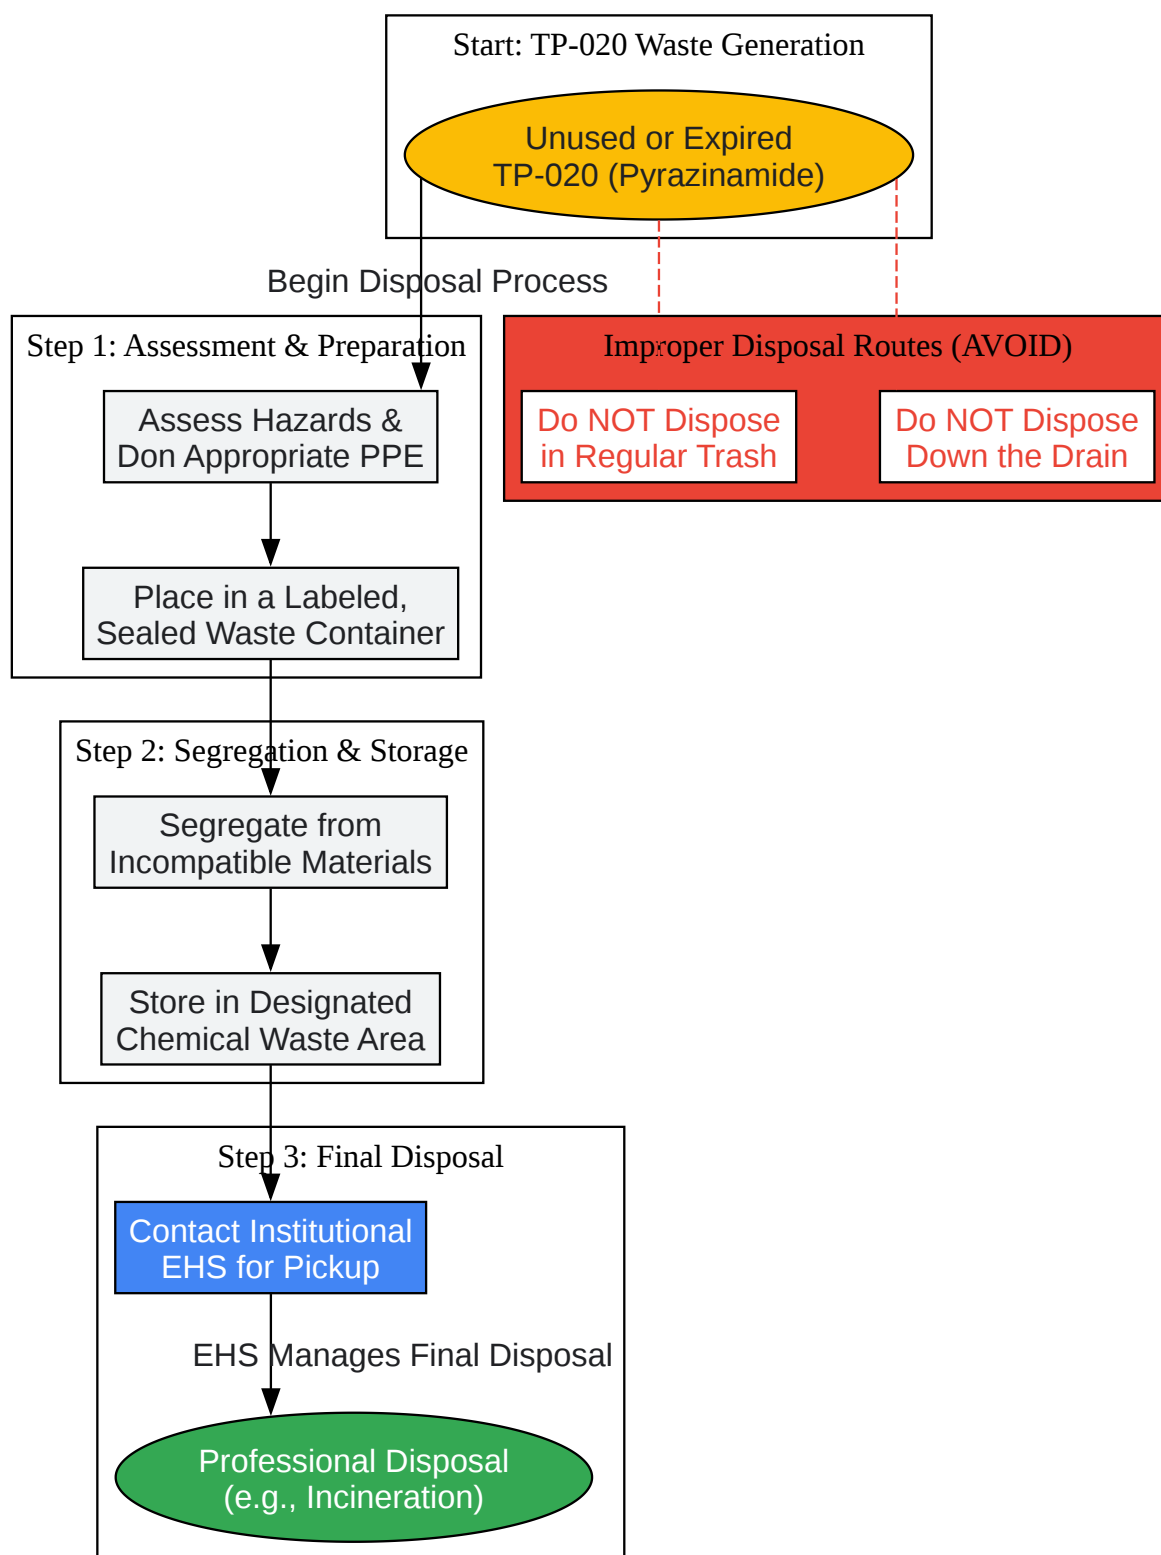 Start: TP-020 Waste Generation
Unused or Expired
TP-020 (Pyrazinamide)
Begin Disposal Process
Step 1: Assessment & Preparation
Assess Hazards &
Don Appropriate PPE
Place in a Labeled,
Sealed Waste Container
Improper Disposal Routes (AVOID)
Do NOT Dispose
in Regular Trash
Do NOT Dispose
Down the Drain
Step 2: Segregation & Storage
Segregate from
Incompatible Materials
Store in Designated
Chemical Waste Area
Step 3: Final Disposal
Contact Institutional
EHS for Pickup
EHS Manages Final Disposal
Professional Disposal
(e.g., Incineration)